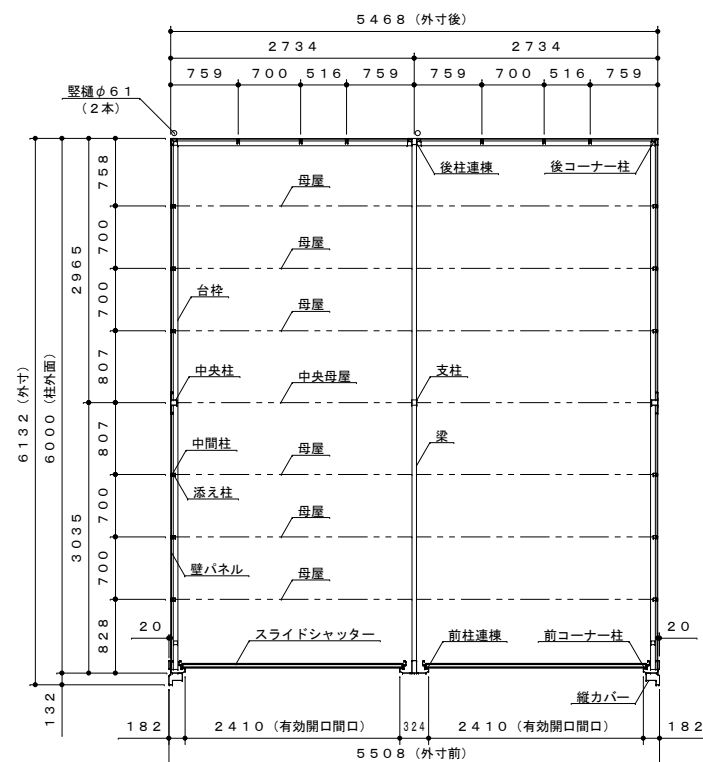 5468(外寸後)
2734 2734
759 700 516 759 759 700 516 759
竪樋φ61
(2本)
後柱連棟
後コーナー柱
758
母屋
700
母屋
2965
700
台枠
母屋
807
中央柱
中央母屋
支柱
6132(外寸)
6000(柱外面)
807
中間柱
母屋
梁
添え柱
700
母屋
3035
700
壁パネル
母屋
828
20
スライドシャッター
前柱連棟
前コーナー柱
20
縦カバー
132
182 2410(有効開口間口) 324 2410(有効開口間口) 182
5508(外寸前)